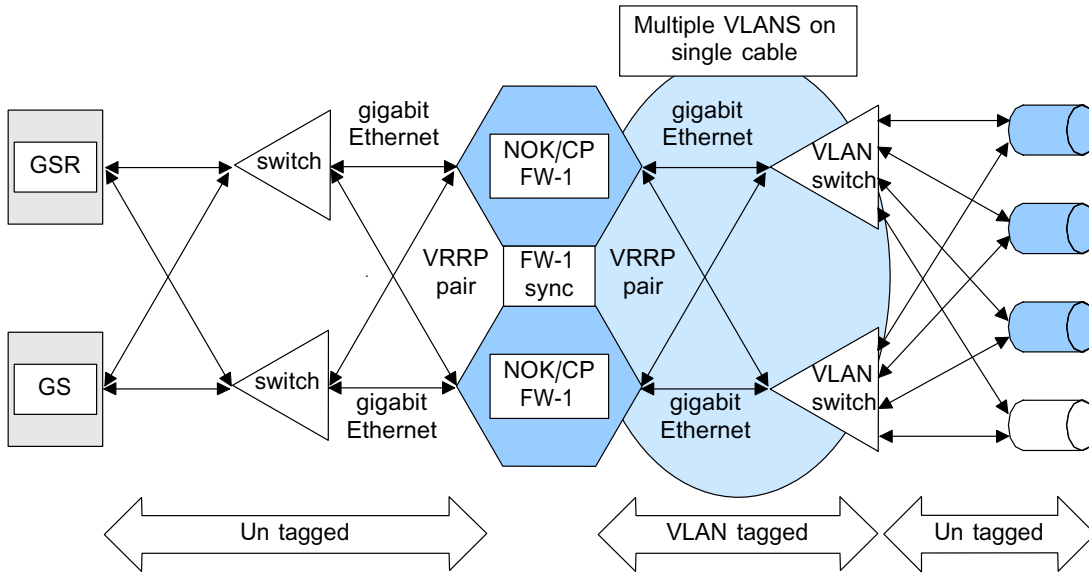 Multiple VLANS on
single cable
gigabit
Ethernet
gigabit
Ethernet
GSR
switch
NOK/CP
FW-1
VLAN
switch
VRRP
pair
FW-1
sync
VRRP
pair
GS
switch
NOK/CP
FW-1
VLAN
switch
gigabit
Ethernet
gigabit
Ethernet
Un tagged
VLAN tagged
Un tagged